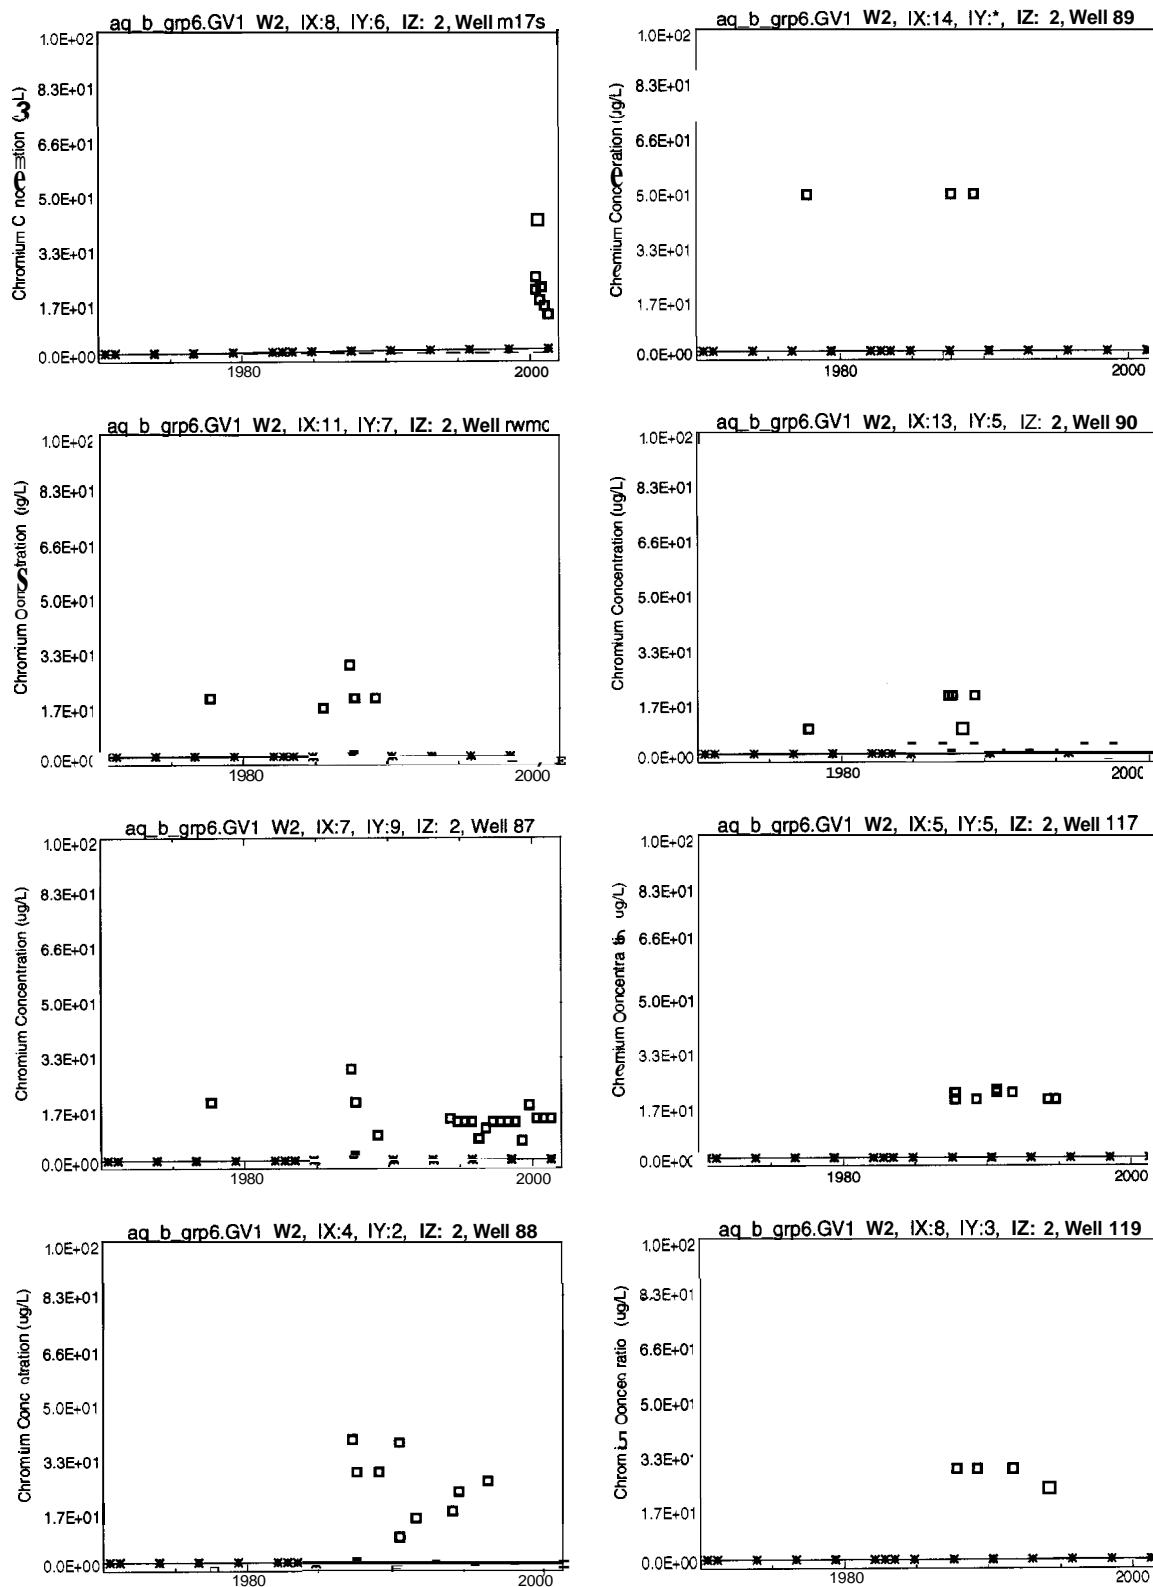 aq_b_grp6.GV1 W2, IX:8, IY:6, IZ: 2, Well m17s
1.0E+02
8.3E+01
6.6E+01
5.0E+01
3.3E+01
1.7E+01
0.0E+00
1980
2000
aq_b_grp6.GV1 W2, IX:14, IY:*, IZ: 2, Well 89
1.0E+02
8.3E+01
6.6E+01
5.0E+01
3.3E+01
1.7E+01
0.0E+00
1980
2000
aq_b_grp6.GV1 W2, IX:11, IY:7, IZ: 2, Well rwmc
1.0E+02
8.3E+01
6.6E+01
5.0E+01
3.3E+01
1.7E+01
0.0E+0(
1980
2000
aq_b_grp6.GV1 W2, IX:13, IY:5, IZ: 2, Well 90
Chromium Concentration (ug/L)
1.0E+02
8.3E+01
6.6E+01
5.0E+01
3.3E+01
1.7E+01
0.0E+00
1980
200(
aq_b_grp6.GV1 W2, IX:7, IY:9, IZ: 2, Well 87
Chromium Concentration (ug/L)
1.0E+02
8.3E+01
6.6E+01
5.0E+01
3.3E+01
1.7E+01
0.0E+00
1980
2000
aq_b_grp6.GV1 W2, IX:5, IY:5, IZ: 2, Well 117
1.0E+02
8.3E+01
6.6E+01
5.0E+01
3.3E+01
1.7E+01
0.0E+0(
1980
2000
aq_b_grp6.GV1 W2, IX:4, IY:2, IZ: 2, Well 88
Chromium Conc ntration (ug/L)
1.0E+02
8.3E+01
6.6E+01
5.0E+01
3.3E+01
1.7E+01
0.0E+00
1980
2000
aq_b_grp6.GV1 W2, IX:8, IY:3, IZ: 2, Well 119
1.0E+02
8.3E+01
6.6E+01
5.0E+01
3.3E+01
1.7E+01
0.0E+00
1980
2000